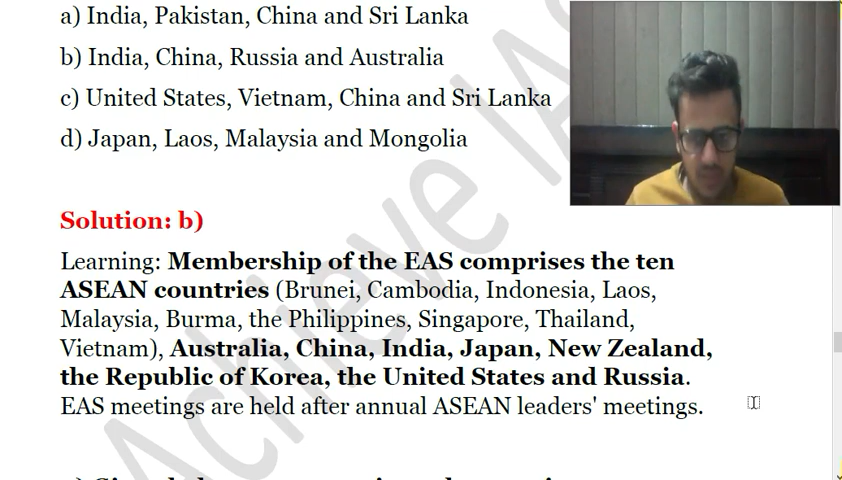 a) India, Pakistan, China and Sri Lanka
b) India, China, Russia and Australia
c) United States, Vietnam, China and Sri Lanka
d) Japan, Laos, Malaysia and Mongolia
Solution: b)
Learning: Membership of the EAS comprises the ten
ASEAN countries (Brunei, Cambodia, Indonesia, Laos,
Malaysia, Burma, the Philippines, Singapore, Thailand,
Vietnam), Australia, China, India, Japan, New Zealand,
the Republic of Korea, the United States and Russia.
EAS meetings are held after annual ASEAN leaders' meetings.
Achieve IAS